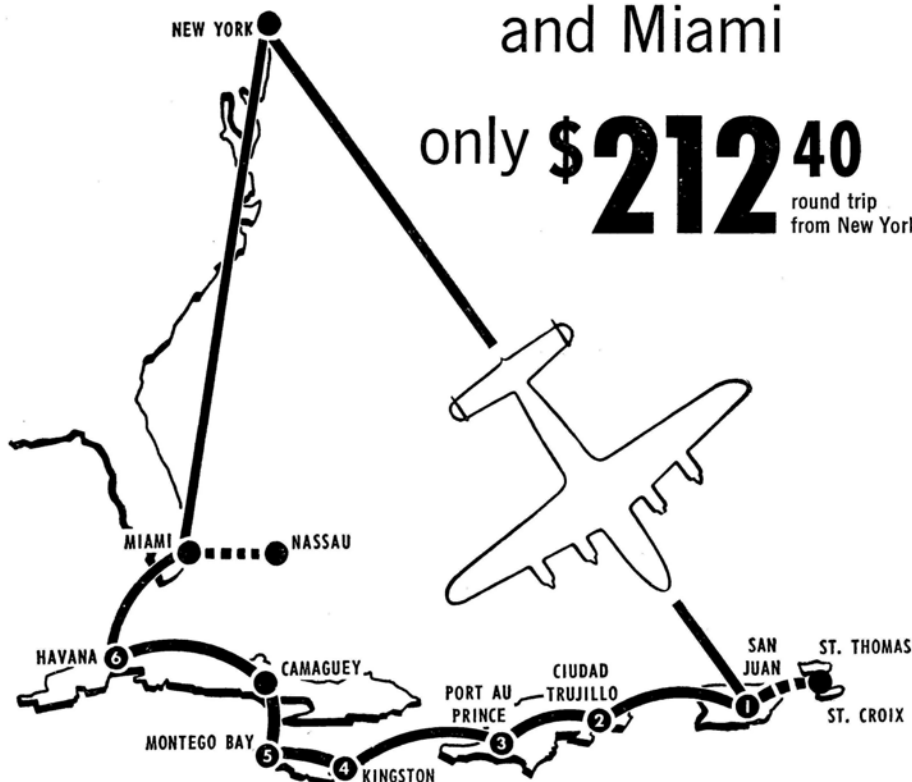 and Miami
only $212 40
round trip
from New York
NEW YORK
MIAMI
NASSAU
HAVANA
6
CAMAGUEY
MONTEGO BAY
5
4
KINGSTON
PORT AU
PRINCE
3
CIUDAD
TRUJILLO
2
SAN
JUAN
1
ST. THOMAS
ST. CROIX